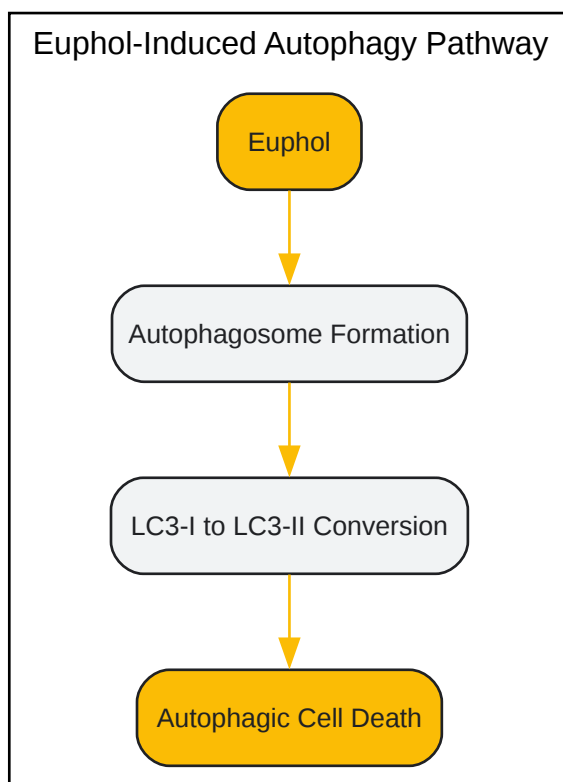 Euphol-Induced Autophagy Pathway
Euphol
Autophagosome Formation
LC3-I to LC3-II Conversion
Autophagic Cell Death